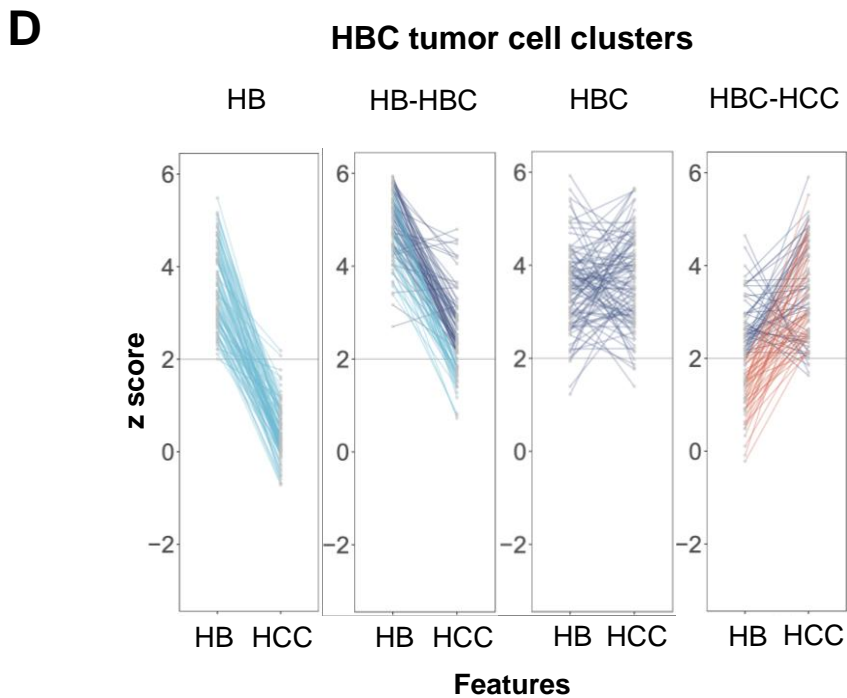 D
HBC tumor cell clusters
HB HB-HBC HBC HBC-HCC
6 6 6 6
4 4 4 4
2 2 2 2
0 0 0 0
−2 −2 −2 −2
z score
HB HCC HB HCC HB HCC HB HCC
Features